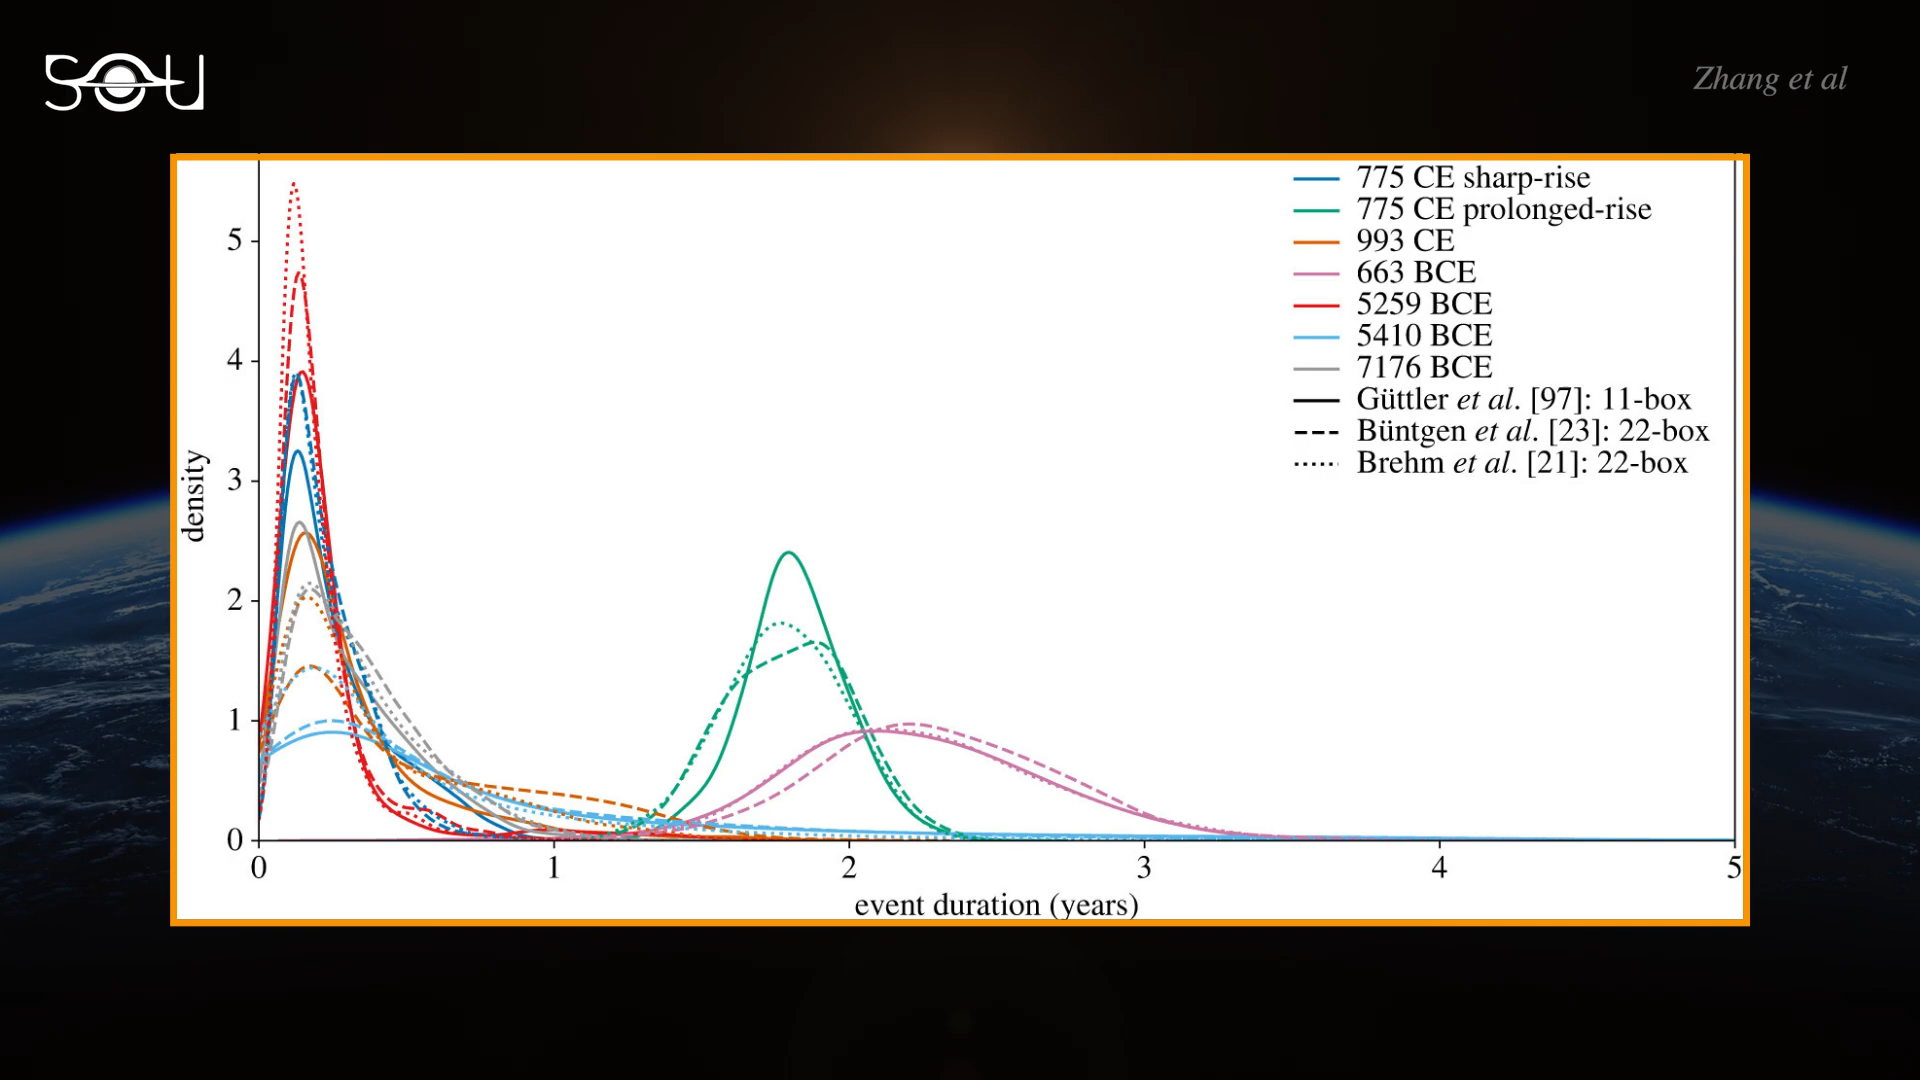 SOU
Zhang et al
775 CE sharp-rise
775 CE prolonged-rise
993 CE
663 BCE
5259 BCE
5410 BCE
7176 BCE
Güttler et al. [97]: 11-box
Büntgen et al. [23]: 22-box
Brehm et al. [21]: 22-box
5
4
3
2
1
0
density
0 1 2 3 4 5
event duration (years)